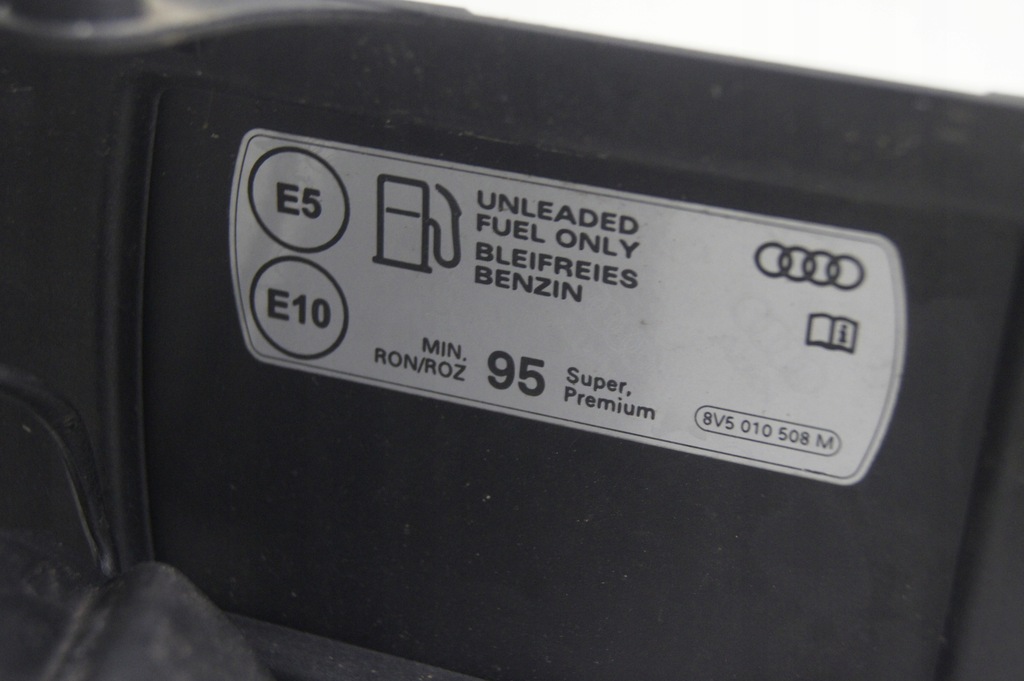 E5
E10
UNLEADED
FUEL ONLY
BLEIFREIES
BENZIN
MIN.
RON/ROZ
95
Super,
Premium
i
8V5 010 508 M